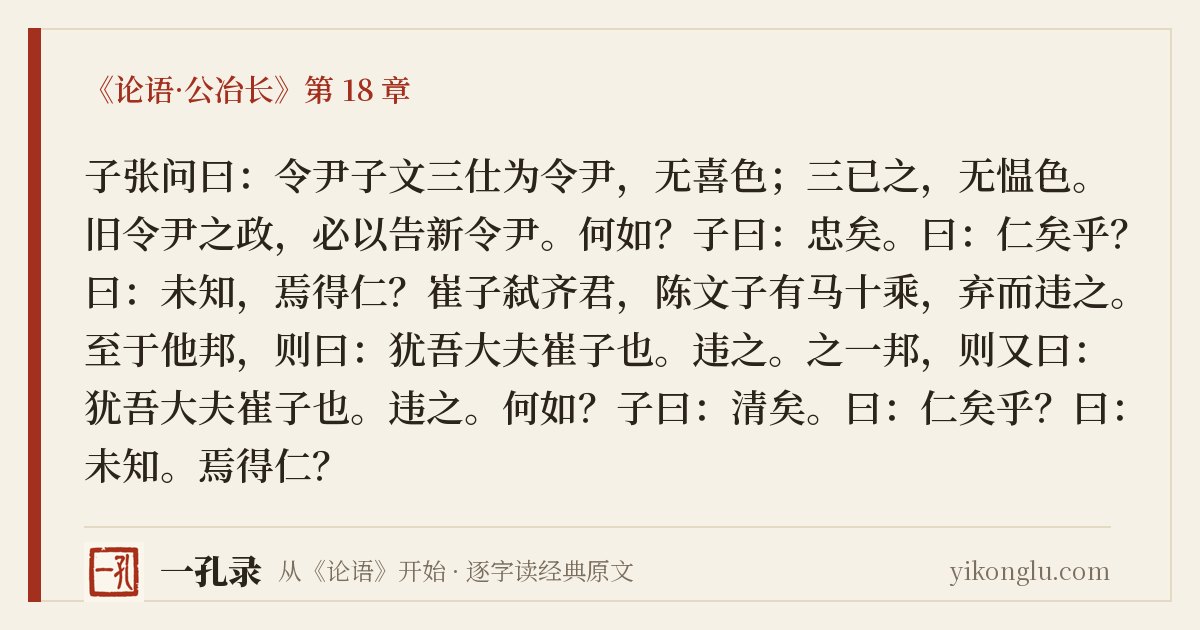 《论语·公冶长》第 18 章
子张问曰：令尹子文三仕为令尹，无喜色；三已之，无愠色。
旧令尹之政，必以告新令尹。何如？子曰：忠矣。曰：仁矣乎？
曰：未知，焉得仁？崔子弑齐君，陈文子有马十乘，弃而违之。
至于他邦，则曰：犹吾大夫崔子也。违之。之一邦，则又曰：
犹吾大夫崔子也。违之。何如？子曰：清矣。曰：仁矣乎？曰：
未知。焉得仁？
一孔 一孔录 从《论语》开始 · 逐字读经典原文 yikonglu.com